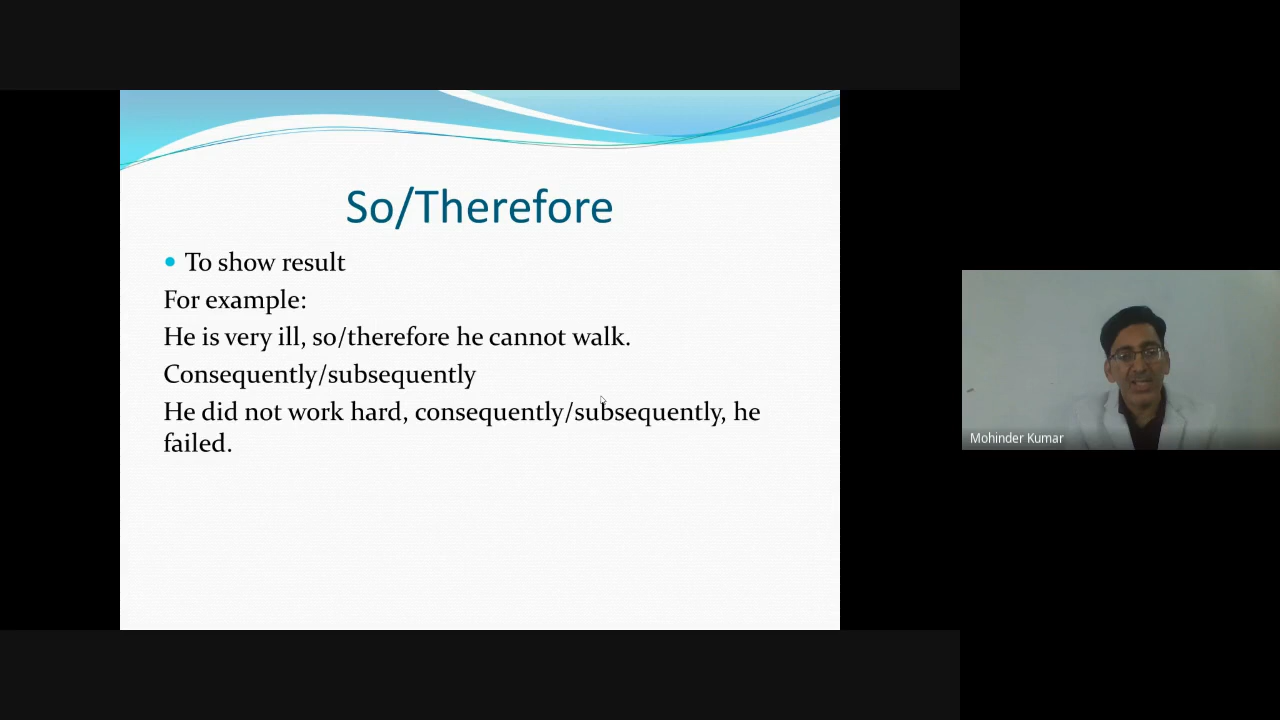 So/Therefore
To show result
For example:
He is very ill, so/therefore he cannot walk.
Consequently/subsequently
He did not work hard, consequently/subsequently, he
failed.
Mohinder Kumar